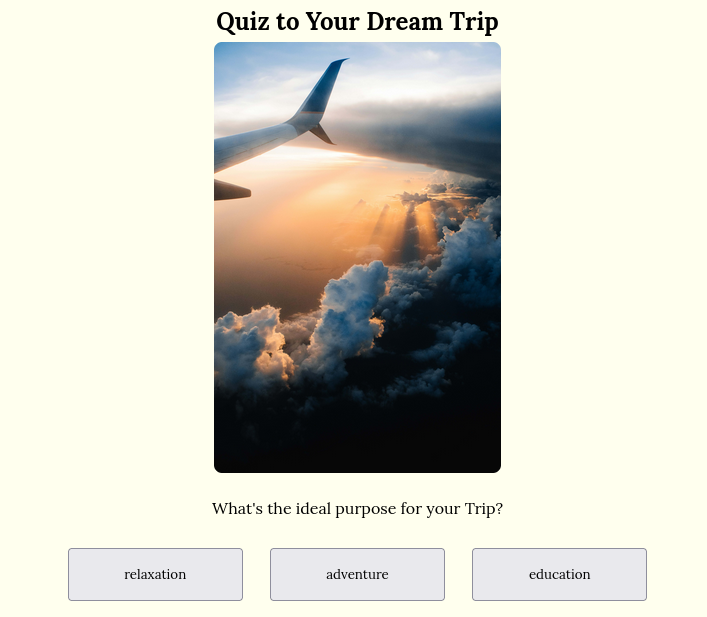 Quiz to Your Dream Trip
What's the ideal purpose for your Trip?
relaxation
adventure
education